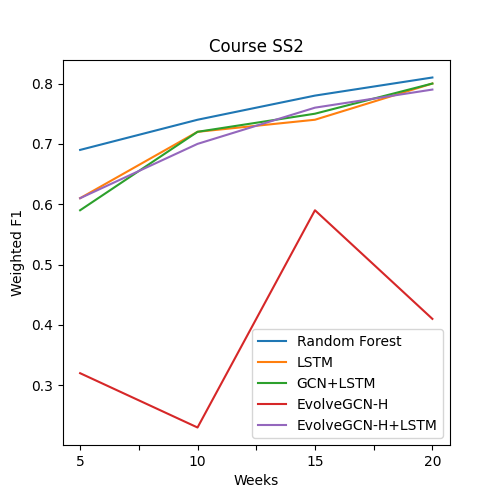 Course SS2
Weighted F1
0.8
0.7
0.6
0.5
0.4
0.3
5
10
15
20
Weeks
Random Forest
LSTM
GCN+LSTM
EvolveGCN-H
EvolveGCN-H+LSTM